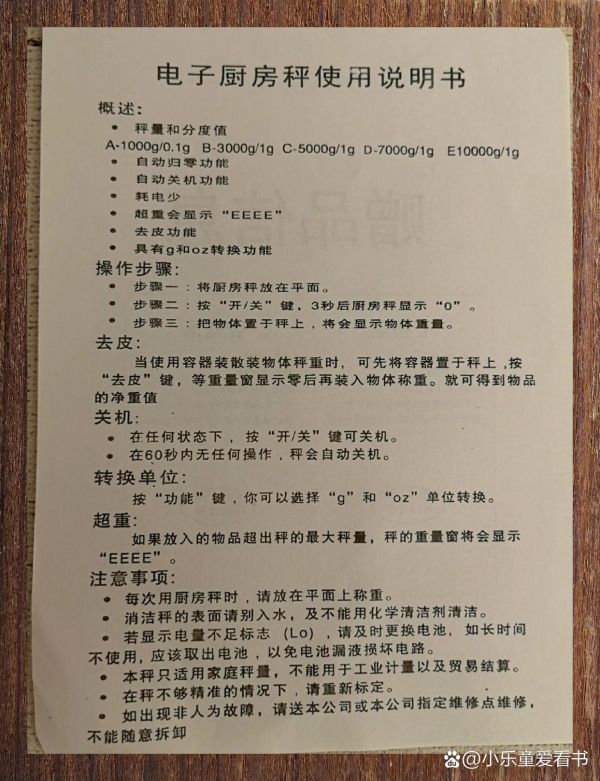 电子厨房秤使用说明书
概述:
• 秤量和分度值
A-1000g/0.1g B-3000g/1g C-5000g/1g D-7000g/1g E10000g/1g
• 自动归零功能
• 自动关机功能
• 耗电少
• 超重会显示“EEEE”
• 去皮功能
• 具有g和oz转换功能
操作步骤:
• 步骤一:将厨房秤放在平面。
• 步骤二:按“开/关”键,3秒后厨房秤显示“0”。
• 步骤三:把物体置于秤上,将会显示物体重量。
去皮:
当使用容器装散装物体秤重时,可先将容器置于秤上,按
“去皮”键,等重量窗显示零后再装入物体称重。就可得到物品
的净重值
关机:
• 在任何状态下,按“开/关”键可关机。
• 在60秒内无任何操作,秤会自动关机。
转换单位:
按“功能”键,你可以选择“g”和“oz”单位转换。
超重:
如果放入的物品超出秤的最大秤量,秤的重量窗将会显示
“EEEE”。
注意事项:
• 每次用厨房秤时,请放在平面上称重。
• 消洁秤的表面请别入水,及不能用化学清洁剂清洁。
• 若显示电量不足标志(Lo),请及时更换电池,如长时间
不使用,应该取出电池,以免电池漏液损坏电路。
• 本秤只适用家庭秤量,不能用于工业计量以及贸易结算。
• 在秤不够精准的情况下,请重新标定。
• 如出现非人为故障,请送本公司或本公司指定维修点维修,
不能随意拆卸
@小乐童爱看书